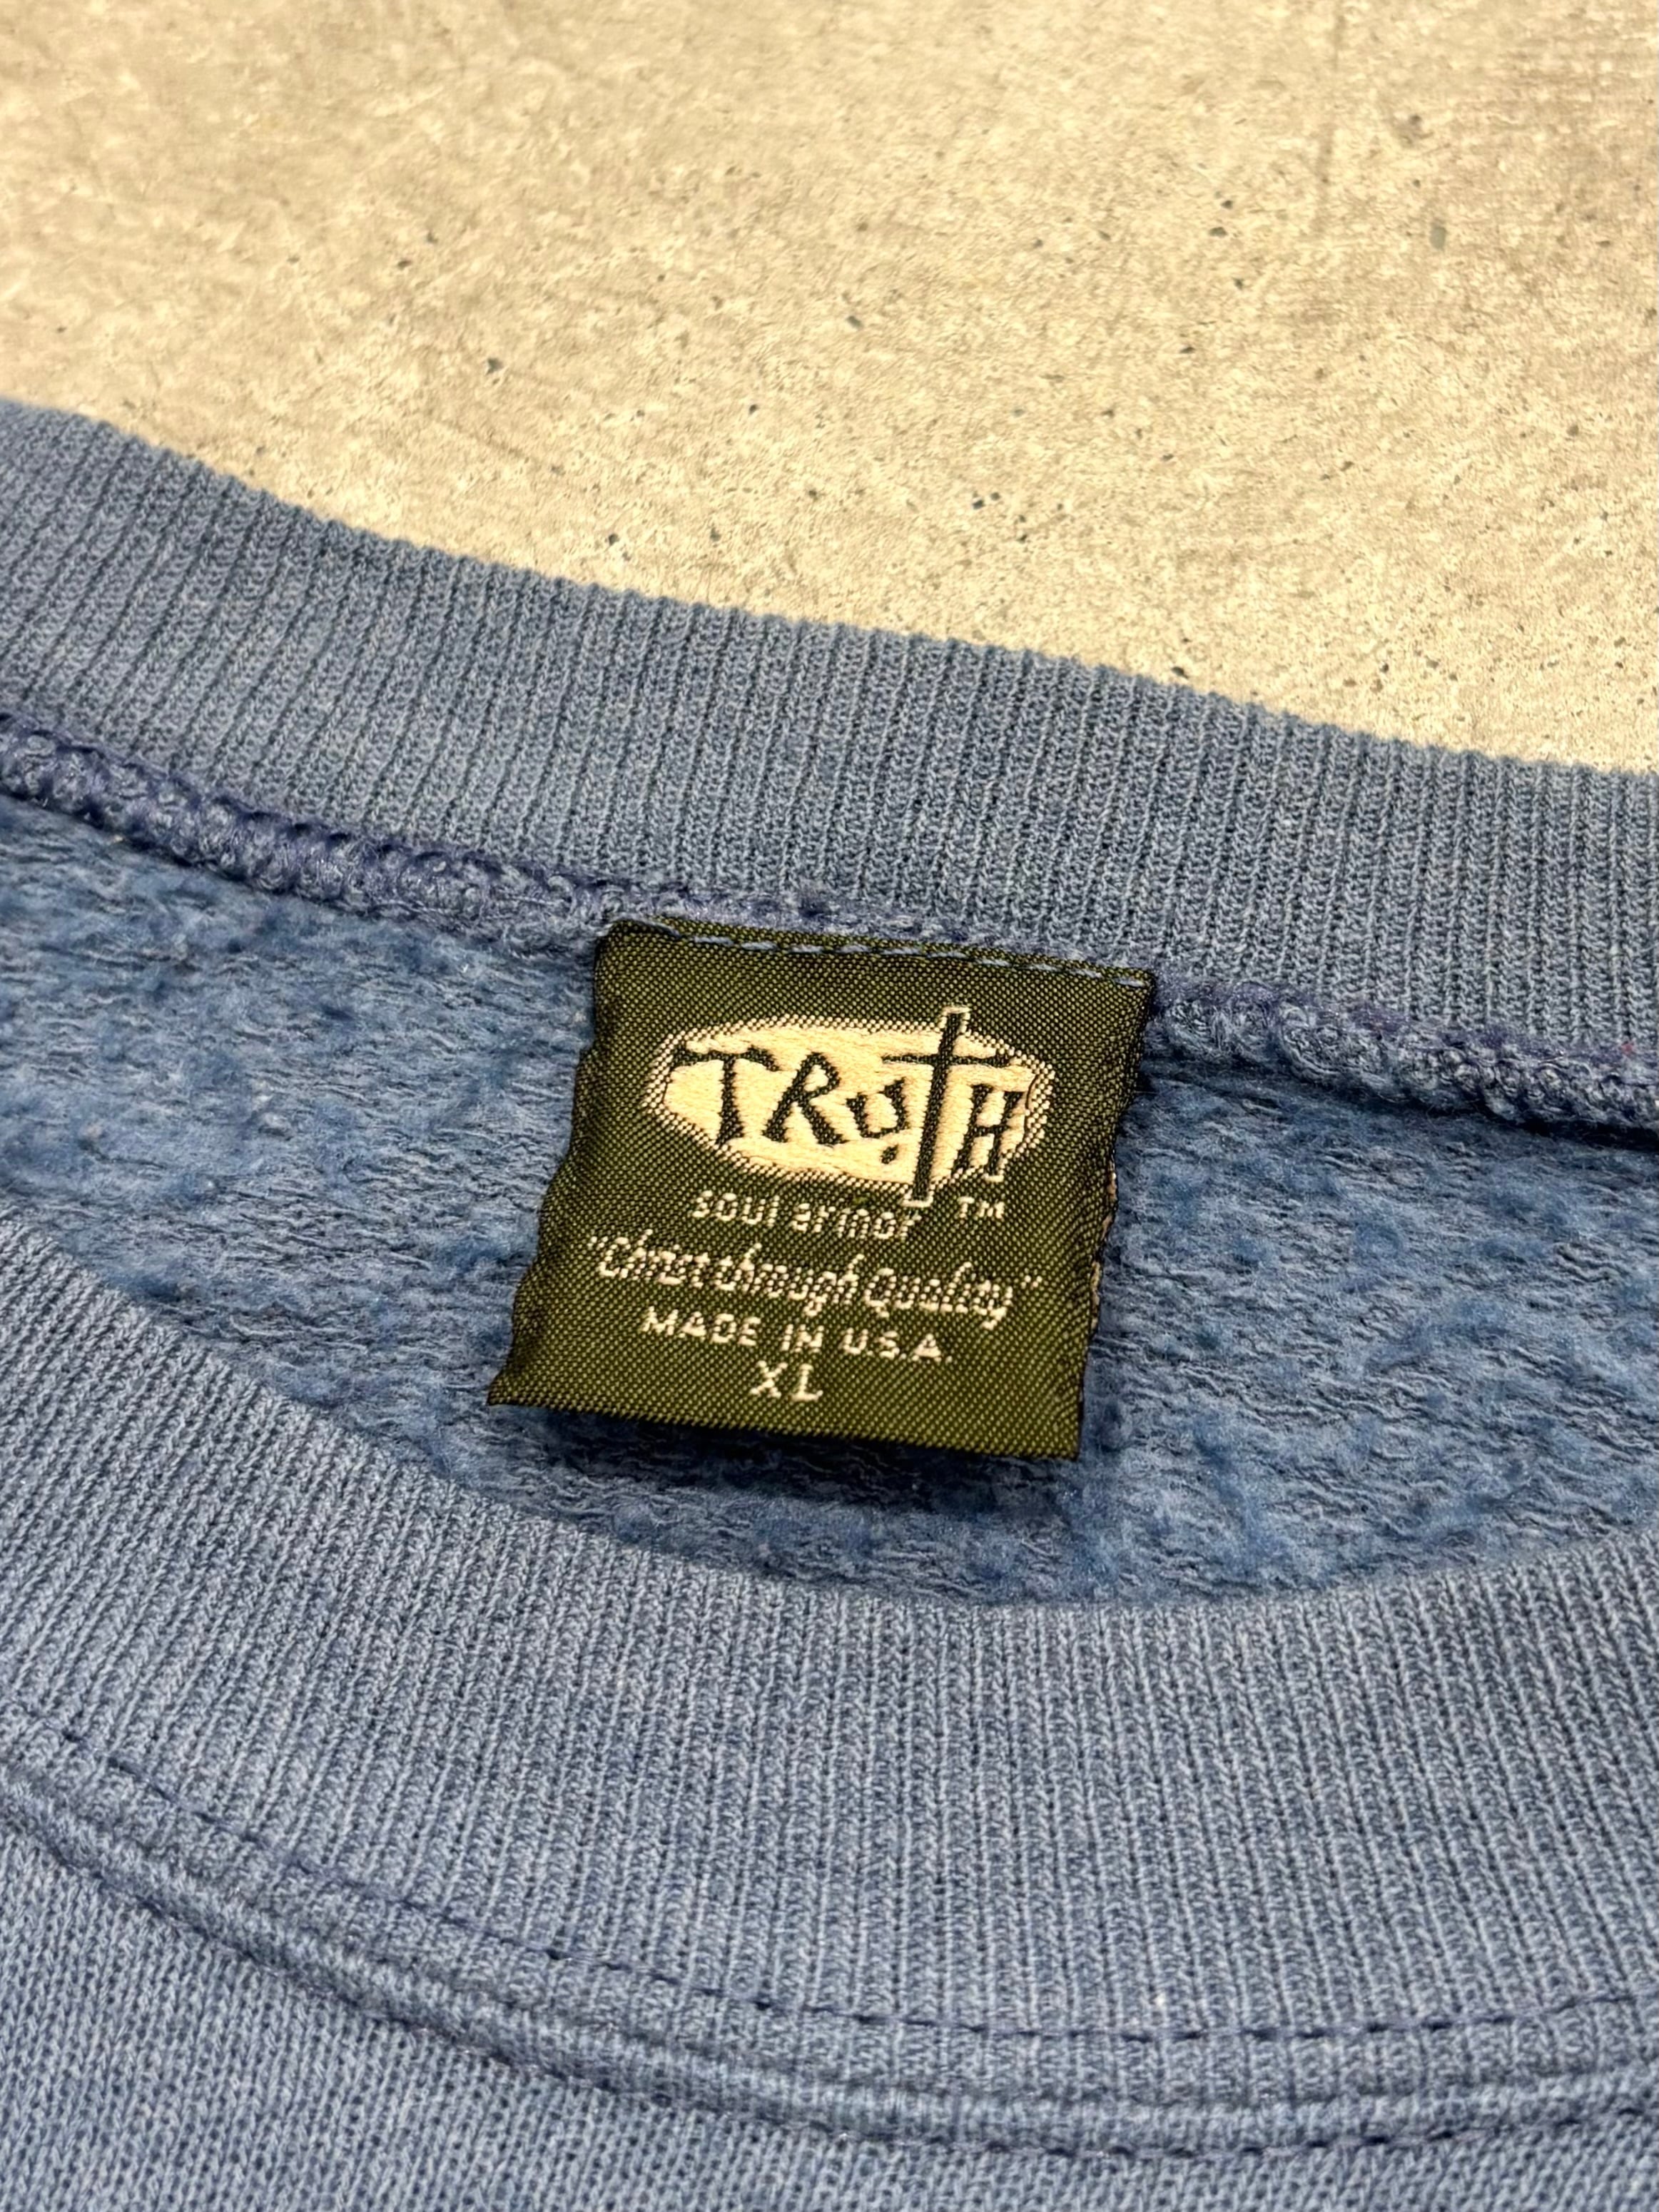 TRuTH
soul armor TM
"Christ through Quality"
MADE IN U.S.A.
XL